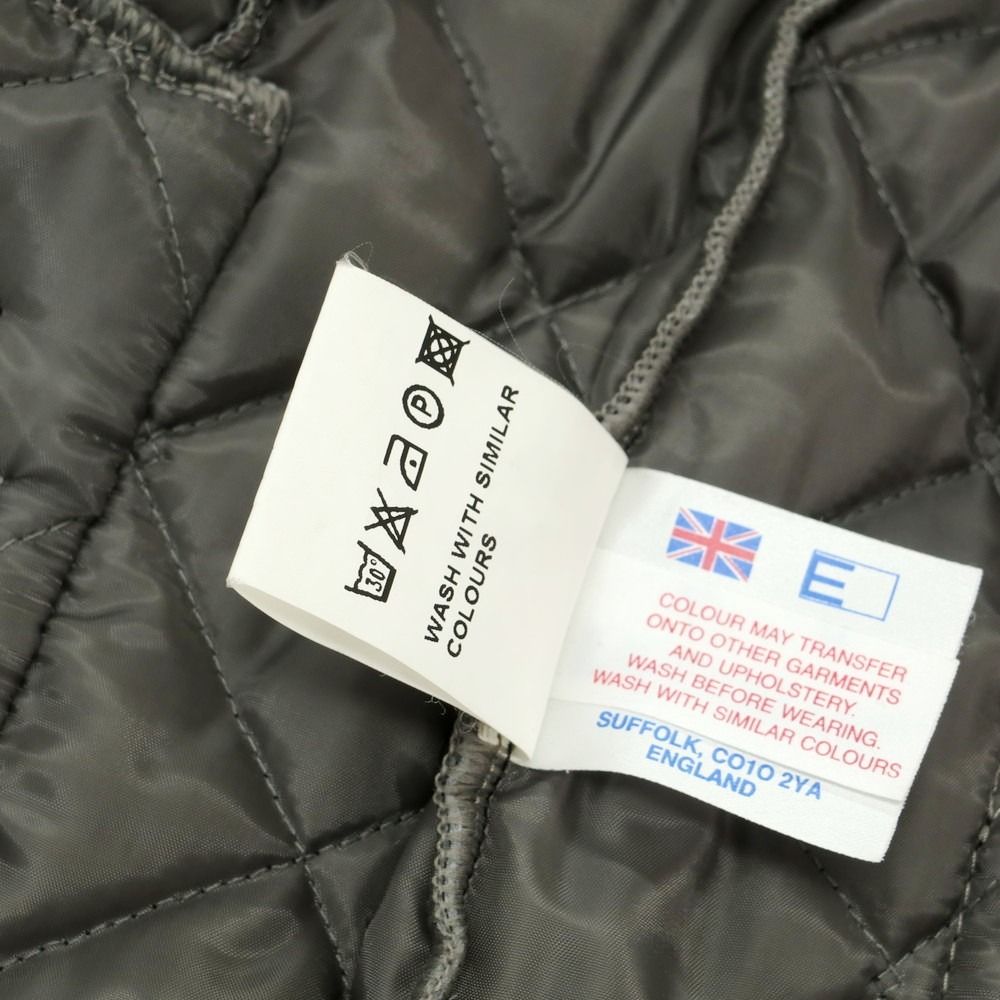 30°
P
WASH WITH SIMILAR
COLOURS
E
COLOUR MAY TRANSFER
ONTO OTHER GARMENTS
AND UPHOLSTERY.
WASH BEFORE WEARING.
WASH WITH SIMILAR COLOURS
SUFFOLK, CO10 2YA
ENGLAND